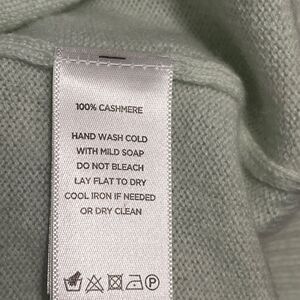 100% CASHMERE
HAND WASH COLD
WITH MILD SOAP
DO NOT BLEACH
LAY FLAT TO DRY
COOL IRON IF NEEDED
OR DRY CLEAN
P